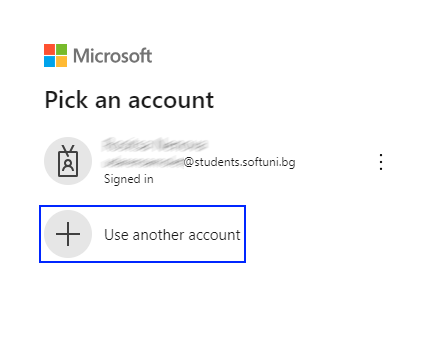 Microsoft
Pick an account
@students.softuni.bg
Signed in
Use another account